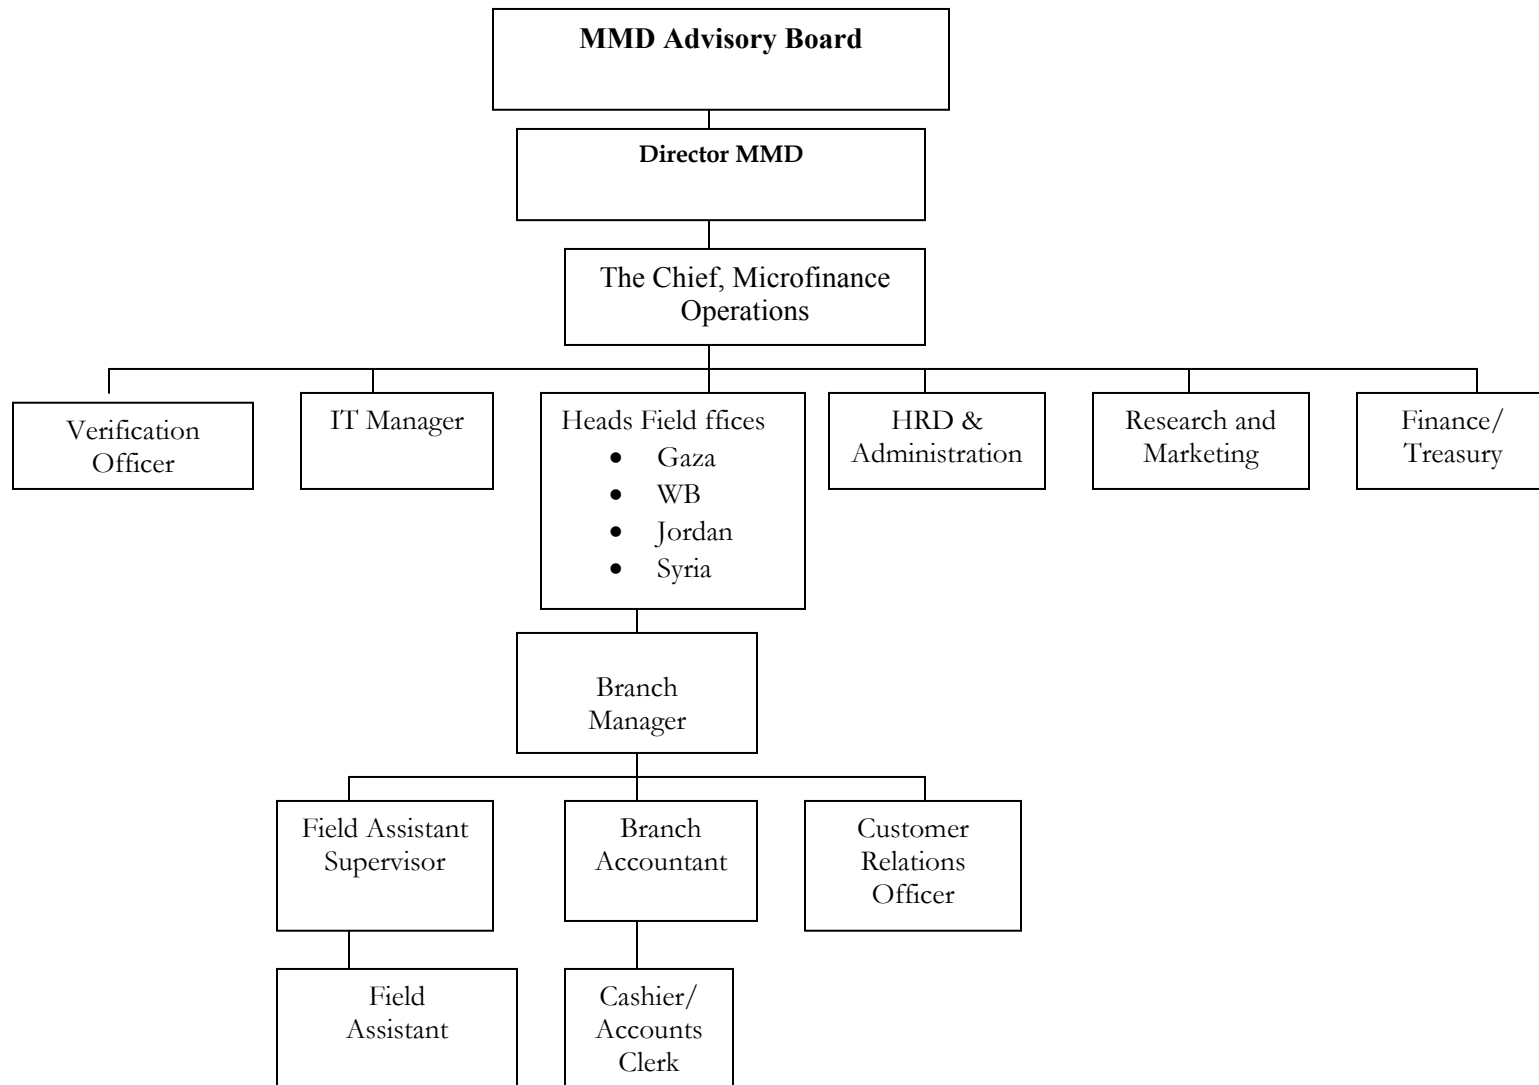 MMD Advisory Board
Director MMD
The Chief, Microfinance
Operations
Verification
Officer
IT Manager
Heads Field ffices
• Gaza
• WB
• Jordan
• Syria
HRD &
Administration
Research and
Marketing
Finance/
Treasury
Branch
Manager
Field Assistant
Supervisor
Branch
Accountant
Customer
Relations
Officer
Field
Assistant
Cashier/
Accounts
Clerk